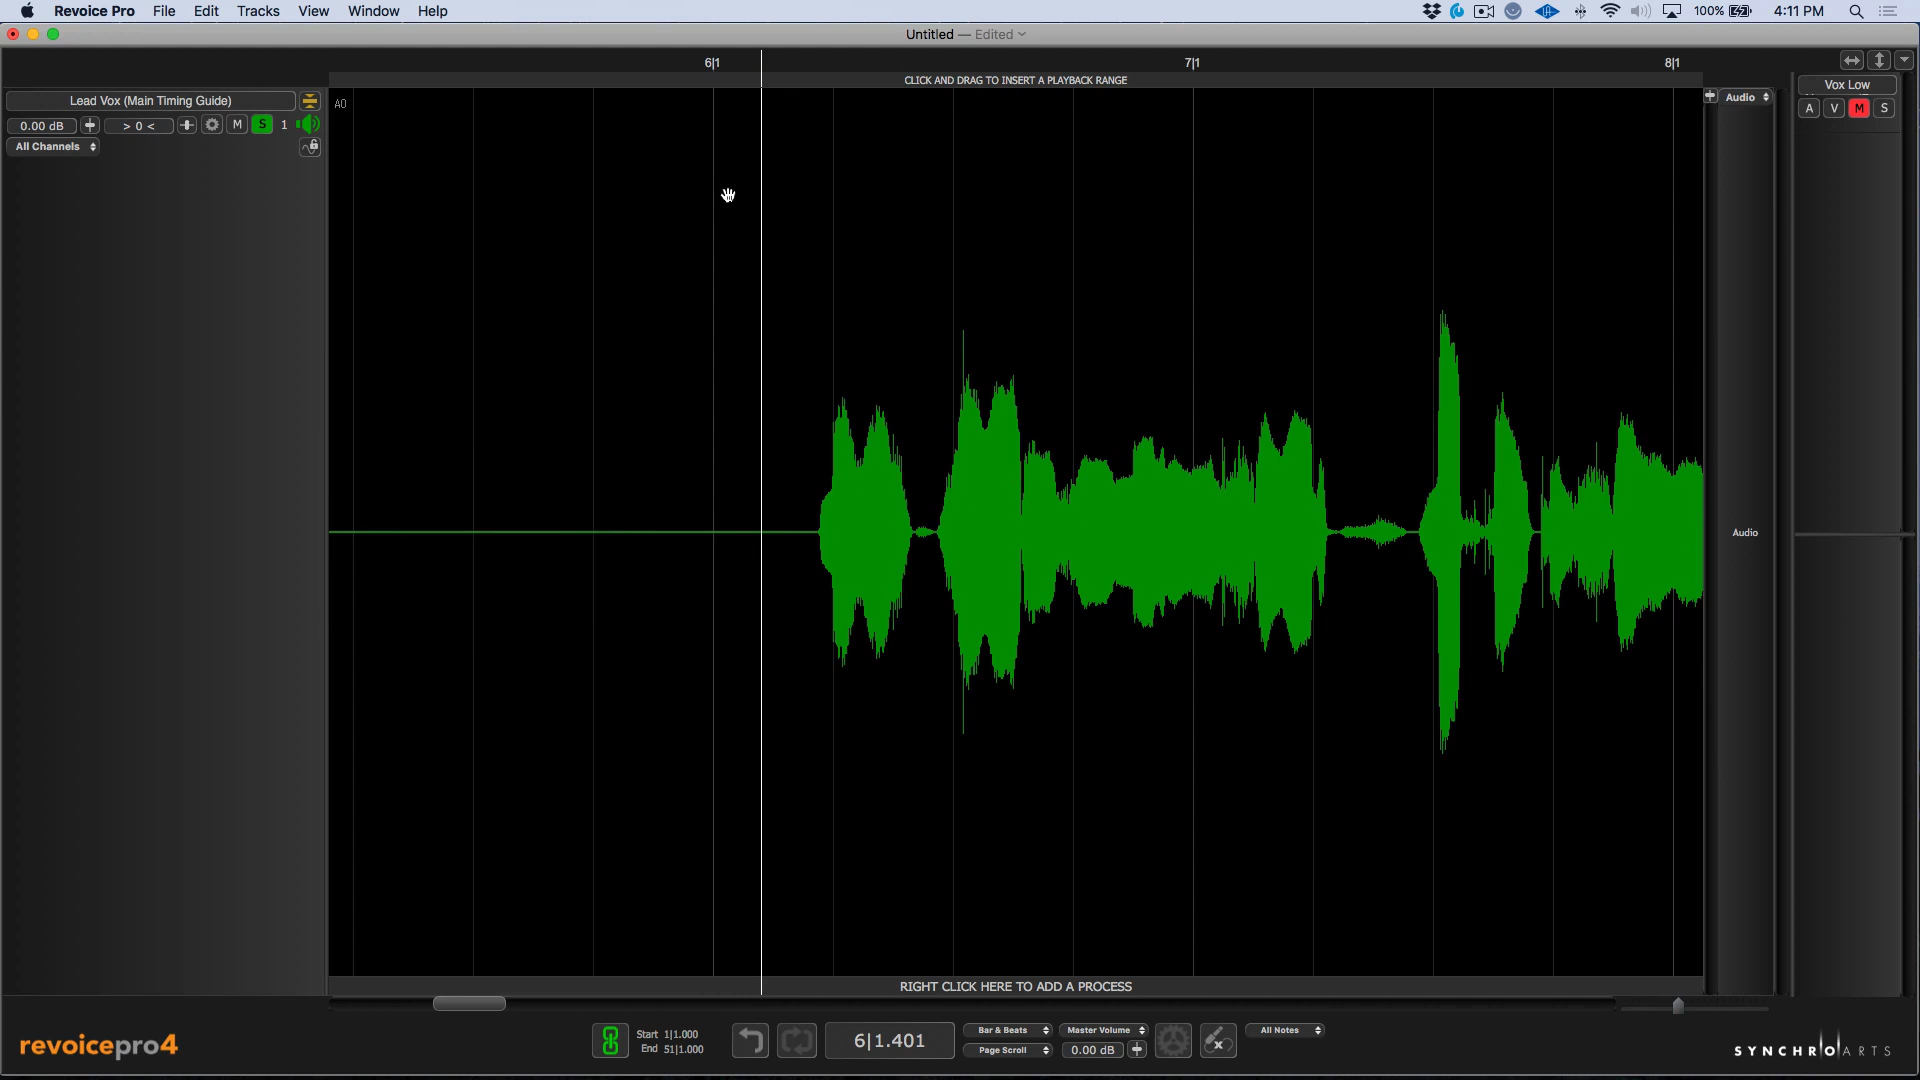 Revoice Pro File Edit Tracks View Window Help
100% 4:11 PM
Untitled — Edited
6|1 7|1 8|1
CLICK AND DRAG TO INSERT A PLAYBACK RANGE
Vox Low
Lead Vox (Main Timing Guide)
A0
Audio
A V M S
0.00 dB > 0 < M S 1
All Channels
Audio
RIGHT CLICK HERE TO ADD A PROCESS
revoicepro4
Start 1|1.000
End 51|1.000
6|1.401
Bar & Beats
Page Scroll
Master Volume
0.00 dB
All Notes
SYNCHROARTS